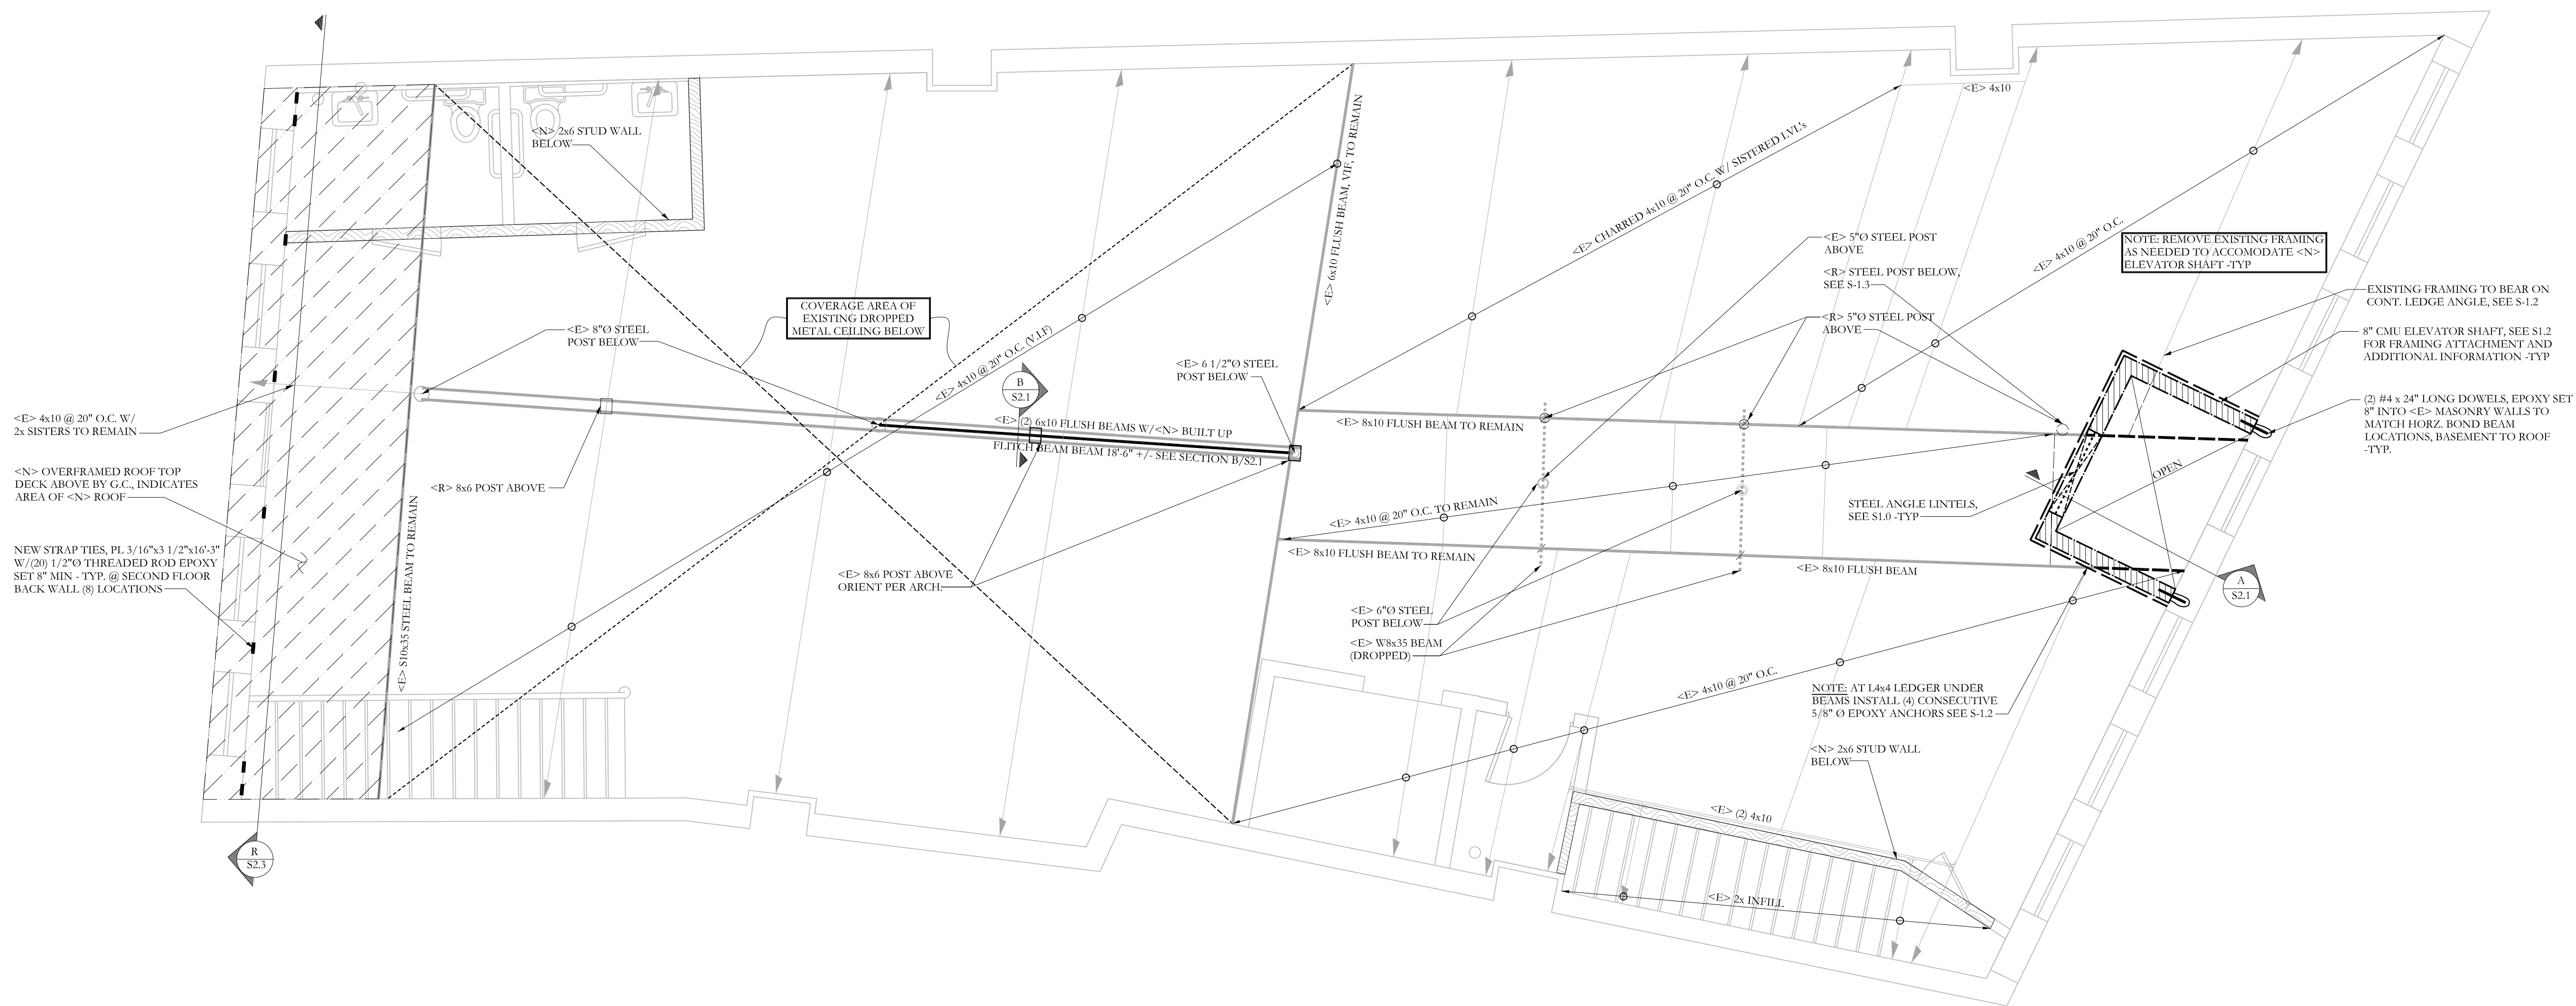 <N> 2x6 STUD WALL
BELOW
<E> 4x10
<E> 6x10 FLUSH BEAM, VIF, TO REMAIN
<E> CHARRED 4x10 @ 20" O.C. W/ SISTERED LVL's
<E> 4x10 @ 20" O.C.
NOTE: REMOVE EXISTING FRAMING
AS NEEDED TO ACCOMODATE <N>
ELEVATOR SHAFT -TYP
<E> 5"Ø STEEL POST
ABOVE
<R> STEEL POST BELOW,
SEE S-1.3
<R> 5"Ø STEEL POST
ABOVE
EXISTING FRAMING TO BEAR ON
CONT. LEDGE ANGLE, SEE S-1.2
8" CMU ELEVATOR SHAFT, SEE S1.2
FOR FRAMING ATTACHMENT AND
ADDITIONAL INFORMATION -TYP
(2) #4 x 24" LONG DOWELS, EPOXY SET
8" INTO <E> MASONRY WALLS TO
MATCH HORZ. BOND BEAM
LOCATIONS, BASEMENT TO ROOF
-TYP.
COVERAGE AREA OF
EXISTING DROPPED
METAL CEILING BELOW
<E> 8"Ø STEEL
POST BELOW
<E> 4x10 @ 20" O.C. (V.I.F)
<E> 6 1/2"Ø STEEL
POST BELOW
B
S2.1
<E> (2) 6x10 FLUSH BEAMS W/<N> BUILT UP
FLITCH BEAM BEAM 18'-6" +/- SEE SECTION B/S2.1
<E> 8x10 FLUSH BEAM TO REMAIN
<E> 4x10 @ 20" O.C. W/
2x SISTERS TO REMAIN
<N> OVERFRAMED ROOF TOP
DECK ABOVE BY G.C., INDICATES
AREA OF <N> ROOF
NEW STRAP TIES, PL 3/16"x3 1/2"x16'-3"
W/(20) 1/2"Ø THREADED ROD EPOXY
SET 8" MIN - TYP. @ SECOND FLOOR
BACK WALL (8) LOCATIONS
<R> 8x6 POST ABOVE
<E> S10x35 STEEL BEAM TO REMAIN
<E> 8x6 POST ABOVE
ORIENT PER ARCH.
OPEN
STEEL ANGLE LINTELS,
SEE S1.0 -TYP
<E> 4x10 @ 20" O.C. TO REMAIN
<E> 8x10 FLUSH BEAM TO REMAIN
<E> 8x10 FLUSH BEAM
A
S2.1
<E> 6"Ø STEEL
POST BELOW
<E> W8x35 BEAM
(DROPPED)
<E> 4x10 @ 20" O.C.
NOTE: AT L4x4 LEDGER UNDER
BEAMS INSTALL (4) CONSECUTIVE
5/8" Ø EPOXY ANCHORS SEE S-1.2
<N> 2x6 STUD WALL
BELOW
<E> (2) 4x10
<E> 2x INFILL
R
S2.3